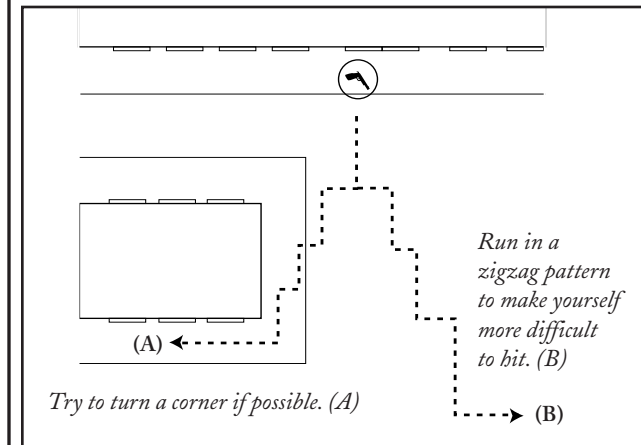 Run in a
zigzag pattern
to make yourself
more difficult
to hit. (B)
(A)
Try to turn a corner if possible. (A)
(B)